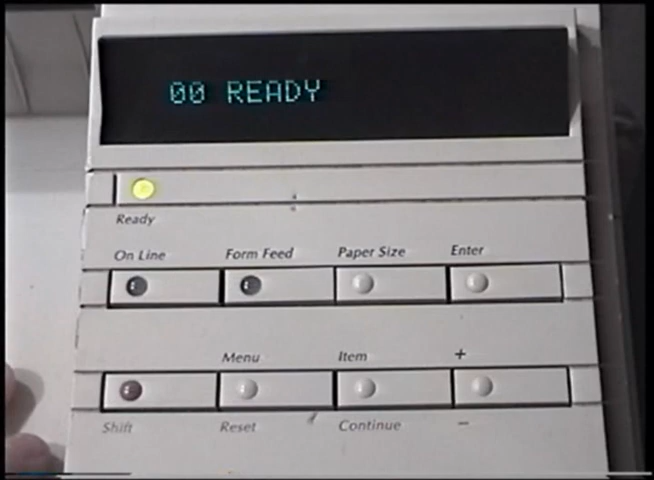 00 READY
Ready
On Line Form Feed Paper Size Enter
Menu Item +
Shift Reset Continue −